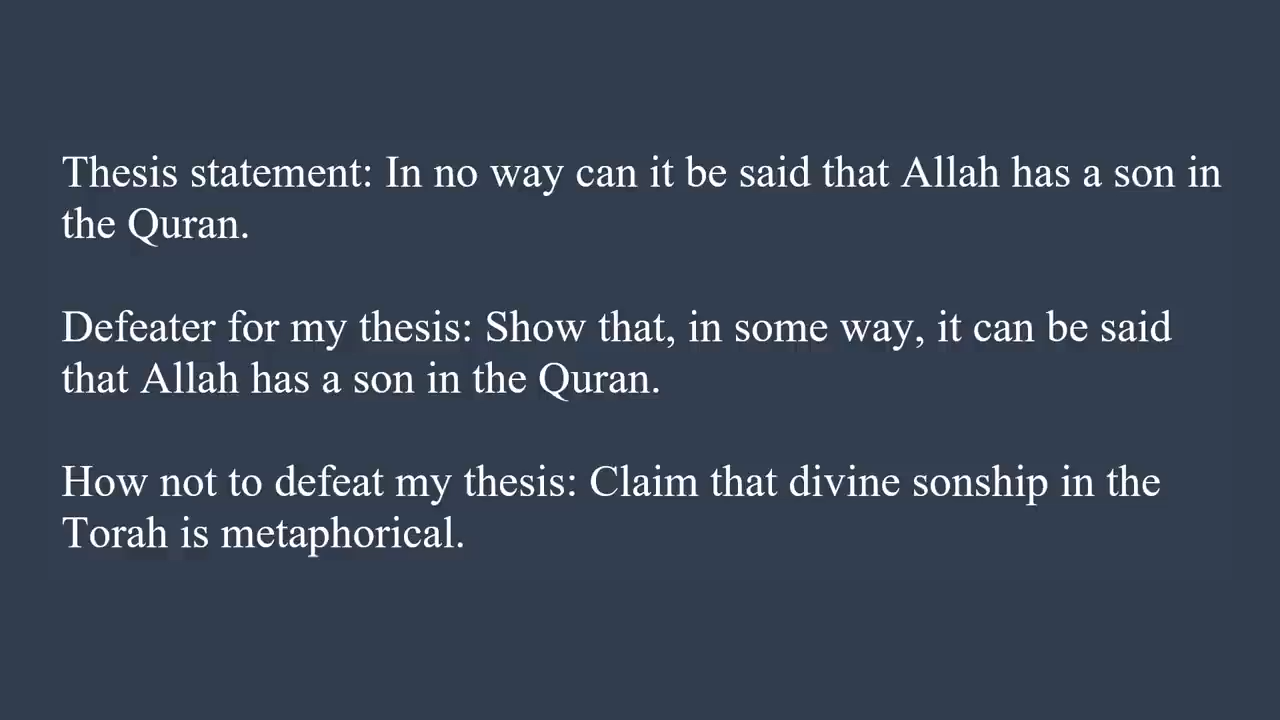 Thesis statement: In no way can it be said that Allah has a son in
the Quran.
Defeater for my thesis: Show that, in some way, it can be said
that Allah has a son in the Quran.
How not to defeat my thesis: Claim that divine sonship in the
Torah is metaphorical.